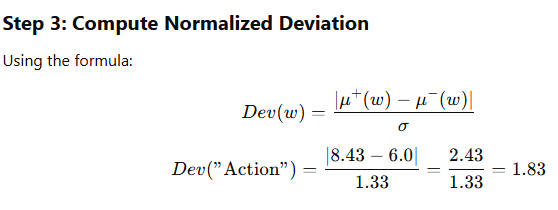 Step 3: Compute Normalized Deviation
Using the formula:
Dev(w) = |μ⁺(w) − μ⁻(w)| / σ
Dev("Action") = |8.43 − 6.0| / 1.33 = 2.43 / 1.33 = 1.83